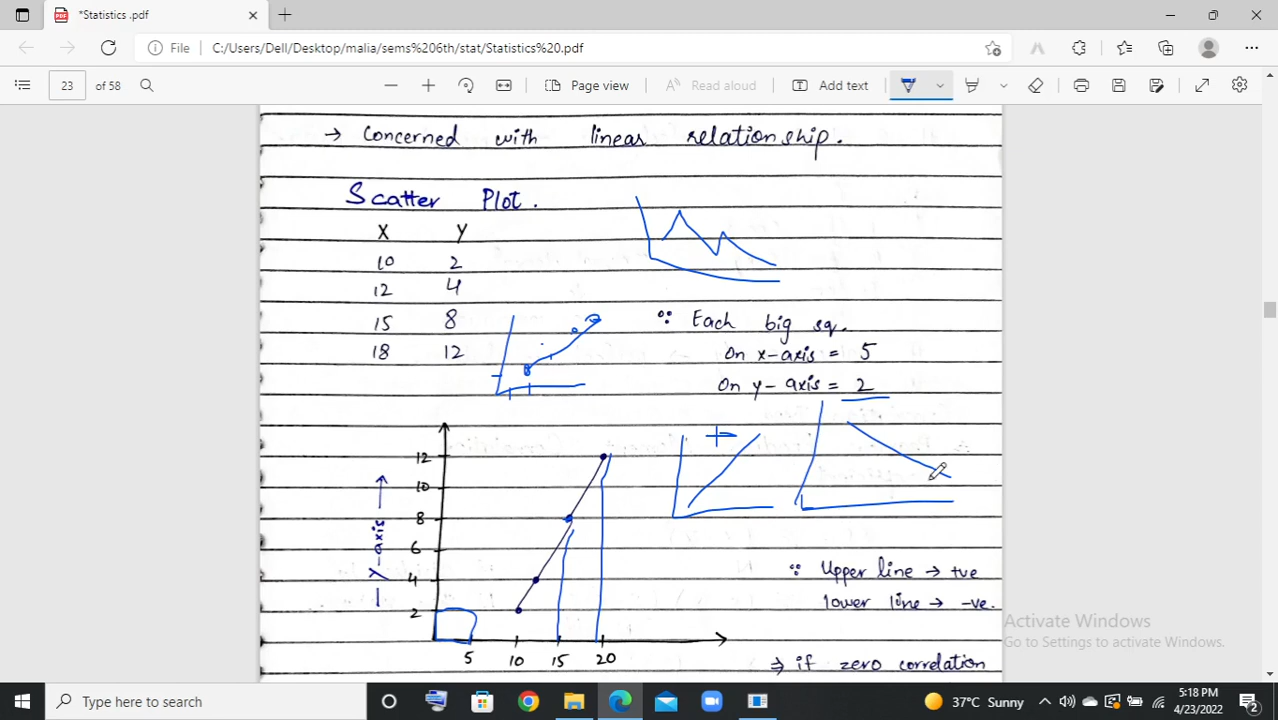 *Statistics .pdf
File C:/Users/Dell/Desktop/malia/sems%206th/stat/Statistics%20.pdf
23 of 58 Page view Read aloud Add text
→ Concerned with linear relationship.
Scatter Plot.
X Y
10 2
12 4
15 8
18 12
∵ Each big sq.
On x-axis = 5
On y-axis = 2
+
12
10
8
6
4
2
5 10 15 20
∵ Upper line → +ve
lower line → -ve.
⇒ if zero correlation
Activate Windows
Go to Settings to activate Windows.
Type here to search
37°C Sunny
5:18 PM
4/23/2022
2